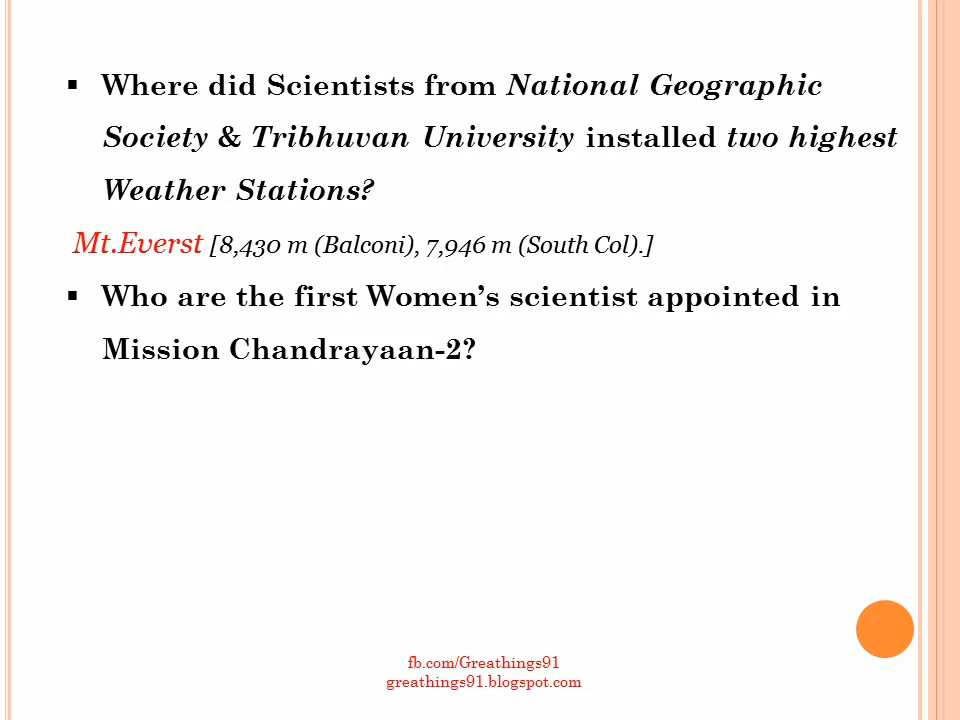 ▪ Where did Scientists from National Geographic
Society & Tribhuvan University installed two highest
Weather Stations?
Mt.Everst [8,430 m (Balconi), 7,946 m (South Col).]
▪ Who are the first Women’s scientist appointed in
Mission Chandrayaan-2?
fb.com/Greathings91
greathings91.blogspot.com